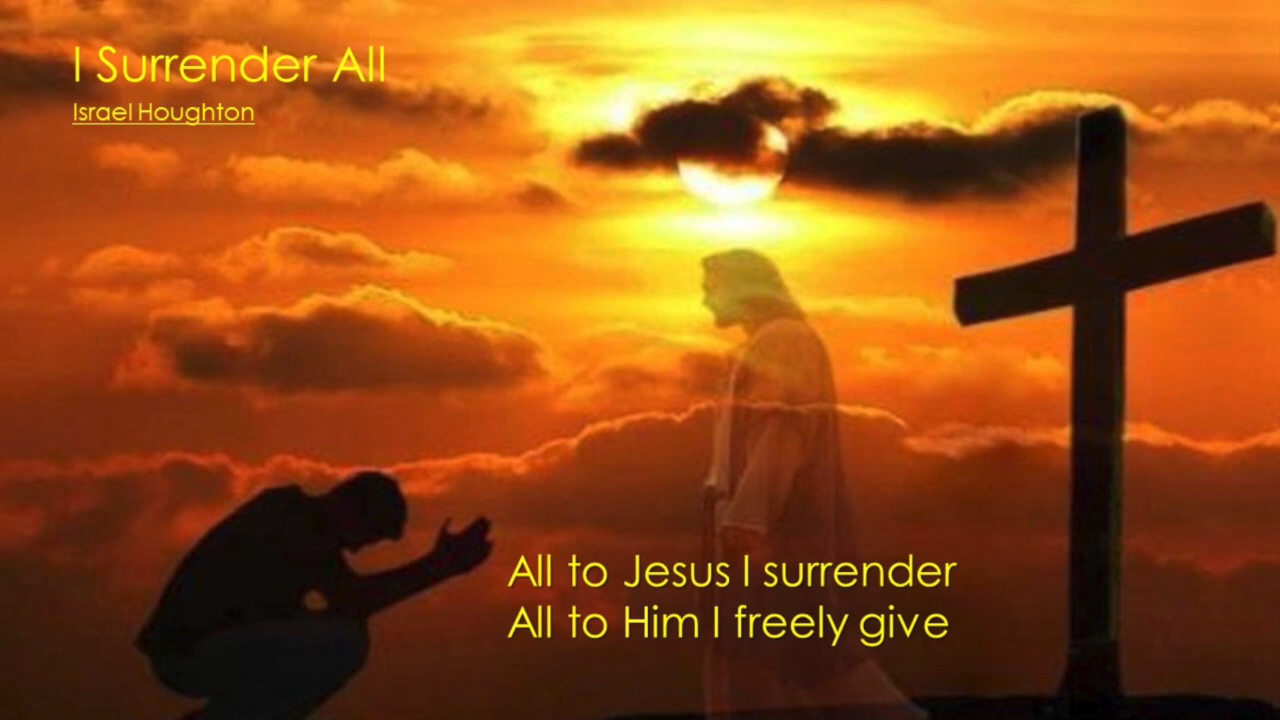 I Surrender All
Israel Houghton
All to Jesus I surrender
All to Him I freely give